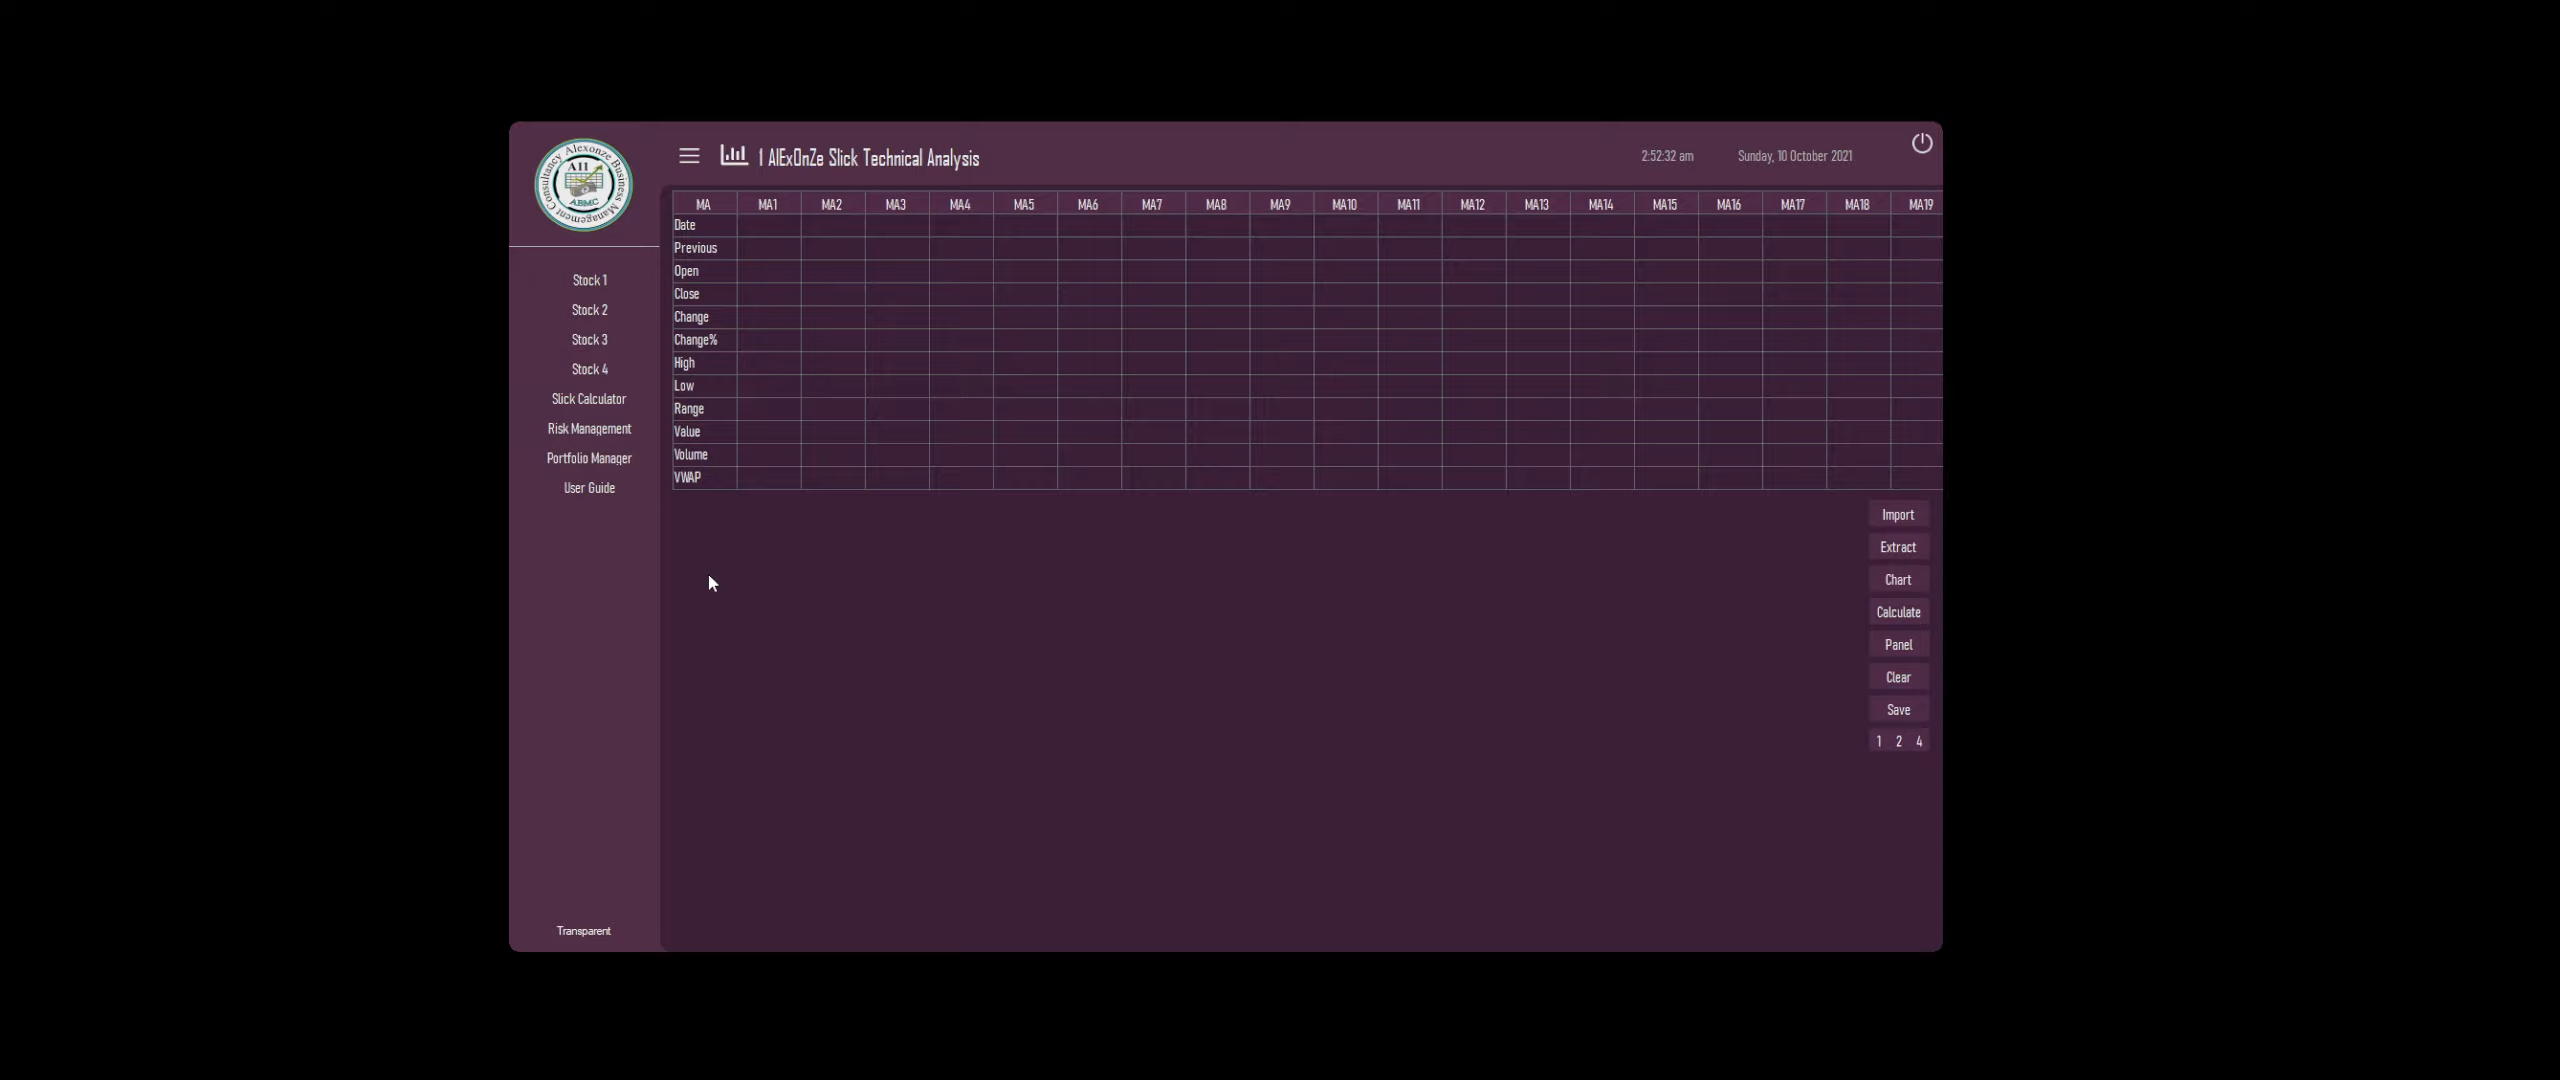 Alexonze Business Management Consultancy
A11
ABMC
1 AlExOnZe Slick Technical Analysis
2:52:32 am
Sunday, 10 October 2021
Stock 1
Stock 2
Stock 3
Stock 4
Slick Calculator
Risk Management
Portfolio Manager
User Guide
Transparent
MA MA1 MA2 MA3 MA4 MA5 MA6 MA7 MA8 MA9 MA10 MA11 MA12 MA13 MA14 MA15 MA16 MA17 MA18 MA19
Date
Previous
Open
Close
Change
Change%
High
Low
Range
Value
Volume
VWAP
Import
Extract
Chart
Calculate
Panel
Clear
Save
1 2 4